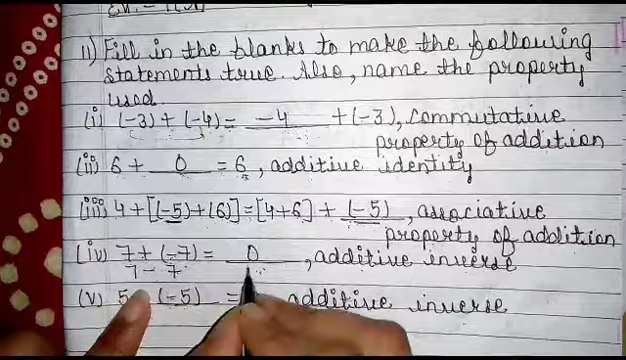 11) Fill in the blanks to make the following
statements true. Also, name the property
used.
(i) (-3) + (-4) = -4 + (-3), commutative
property of addition
(ii) 6 + 0 = 6, additive identity
(iii) 4 + [(-5) + (6)] = [4+6] + (-5), associative
property of addition
(iv) 7 + (-7) = 0, additive inverse
7 - 7
(v) 5 (-5) = additive inverse